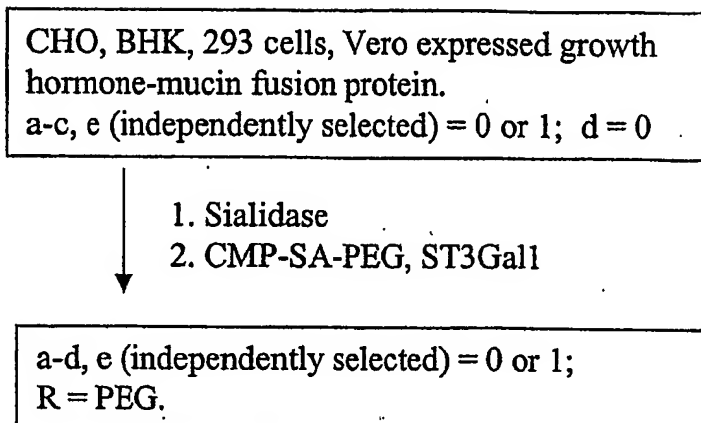 CHO, BHK, 293 cells, Vero expressed growth
hormone-mucin fusion protein.
a-c, e (independently selected) = 0 or 1; d = 0
1. Sialidase
2. CMP-SA-PEG, ST3Gal1
a-d, e (independently selected) = 0 or 1;
R = PEG.